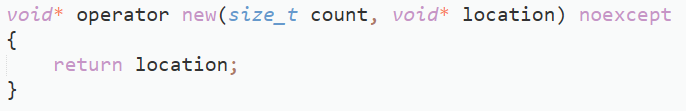 void* operator new(size_t count, void* location) noexcept
{
    return location;
}